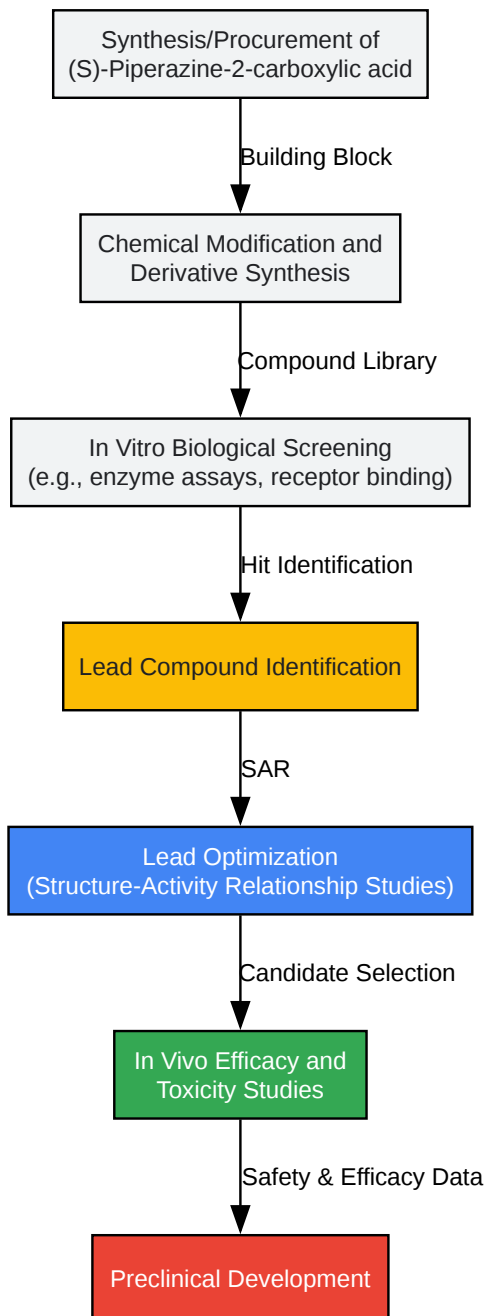 Synthesis/Procurement of
(S)-Piperazine-2-carboxylic acid
Building Block
Chemical Modification and
Derivative Synthesis
Compound Library
In Vitro Biological Screening
(e.g., enzyme assays, receptor binding)
Hit Identification
Lead Compound Identification
SAR
Lead Optimization
(Structure-Activity Relationship Studies)
Candidate Selection
In Vivo Efficacy and
Toxicity Studies
Safety & Efficacy Data
Preclinical Development